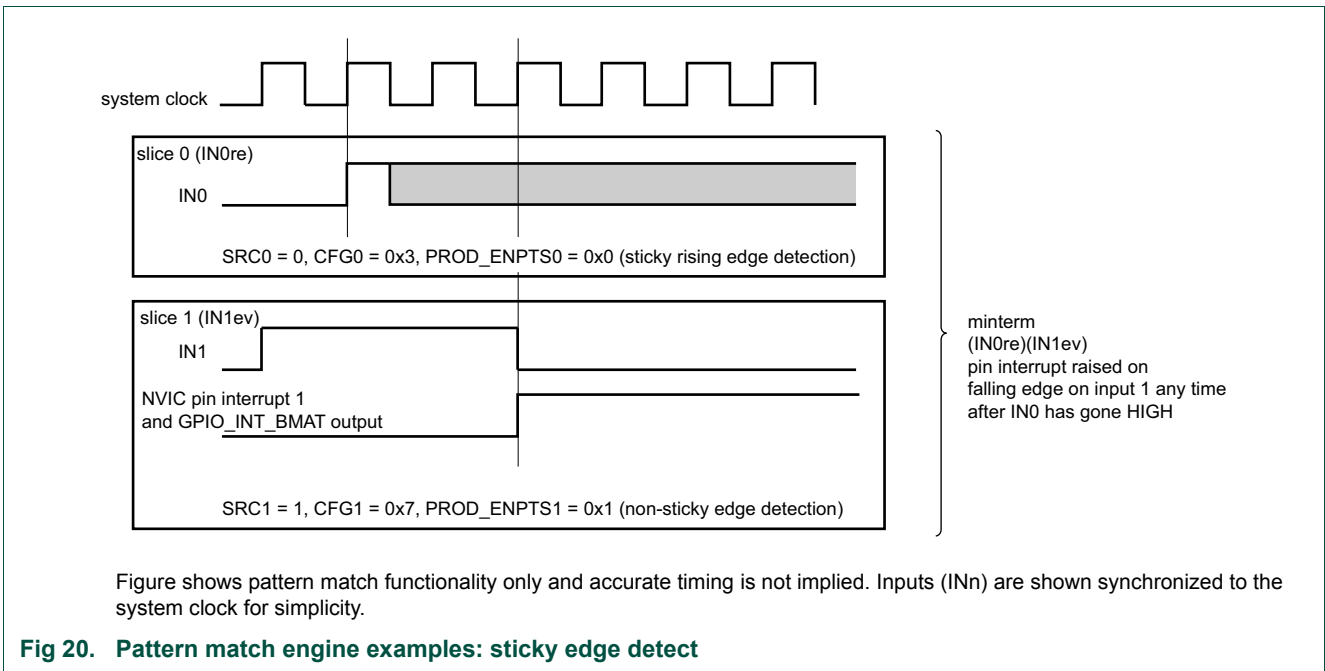 system clock
slice 0 (IN0re)
IN0
SRC0 = 0, CFG0 = 0x3, PROD_ENPTS0 = 0x0 (sticky rising edge detection)
slice 1 (IN1ev)
IN1
NVIC pin interrupt 1
and GPIO_INT_BMAT output
SRC1 = 1, CFG1 = 0x7, PROD_ENPTS1 = 0x1 (non-sticky edge detection)
minterm
(IN0re)(IN1ev)
pin interrupt raised on
falling edge on input 1 any time
after IN0 has gone HIGH
Figure shows pattern match functionality only and accurate timing is not implied. Inputs (INn) are shown synchronized to the
system clock for simplicity.
Fig 20. Pattern match engine examples: sticky edge detect